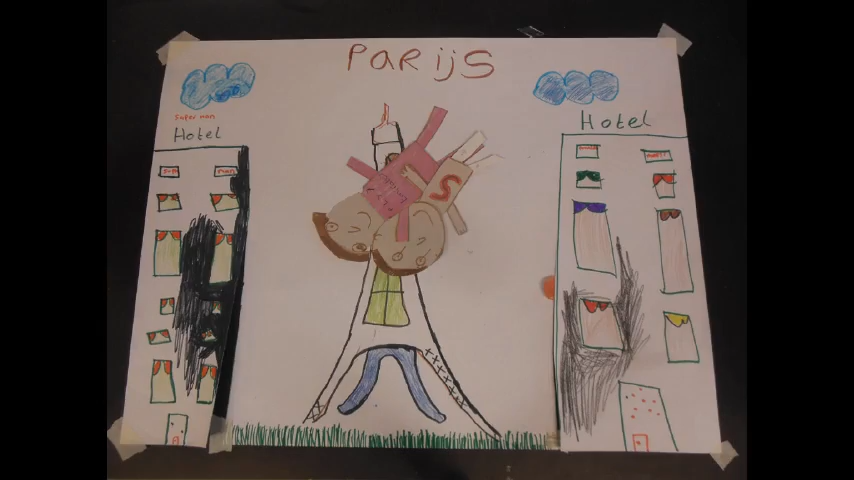 PARijS
Super man
Hotel
Hotel
S